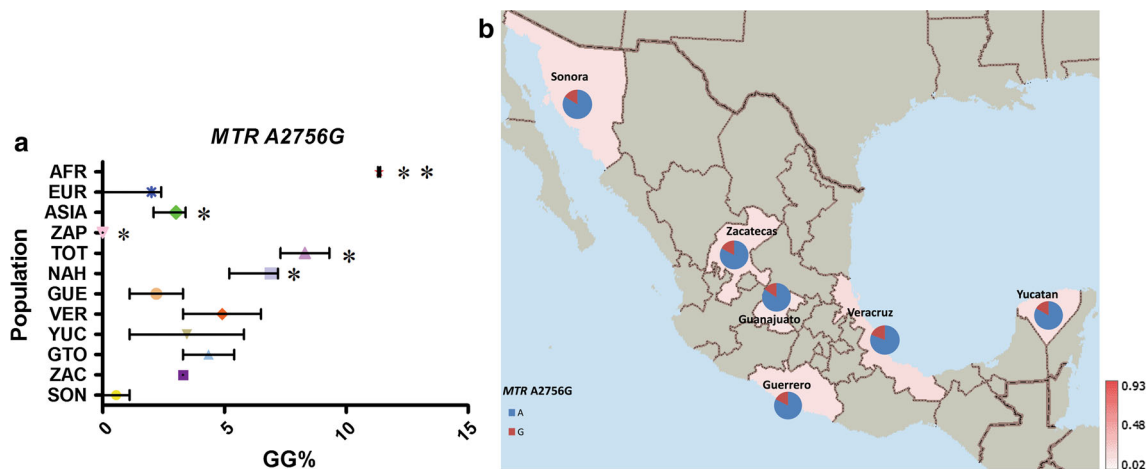 a
MTR A2756G
Population
AFR
EUR
ASIA
ZAP
TOT
NAH
GUE
VER
YUC
GTO
ZAC
SON
* *
*
*
*
*
0
5
10
15
GG%
b
Sonora
Zacatecas
Guanajuato
Veracruz
Yucatan
Guerrero
MTR A2756G
A
G
0.93
0.48
0.02